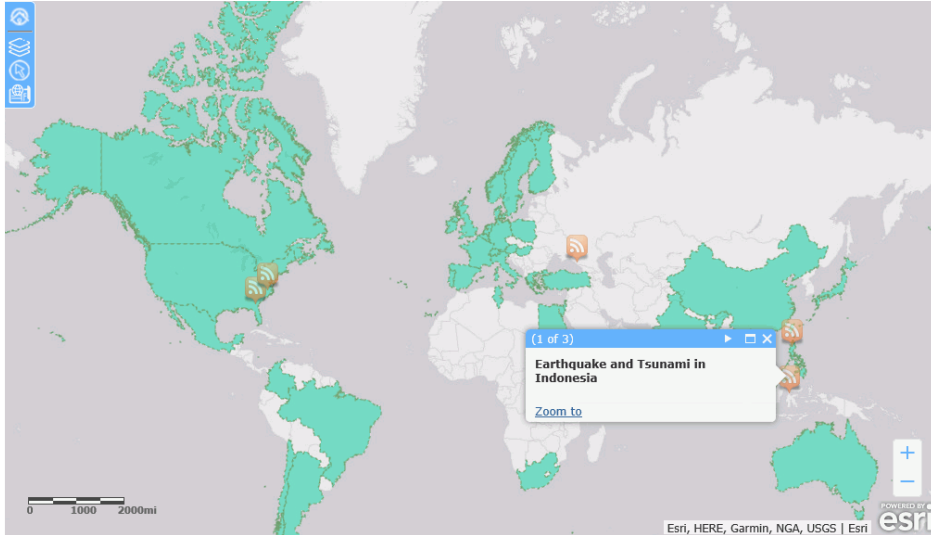 (1 of 3)
Earthquake and Tsunami in
Indonesia
Zoom to
+
−
0 1000 2000mi
POWERED BY
esri
Esri, HERE, Garmin, NGA, USGS | Esri